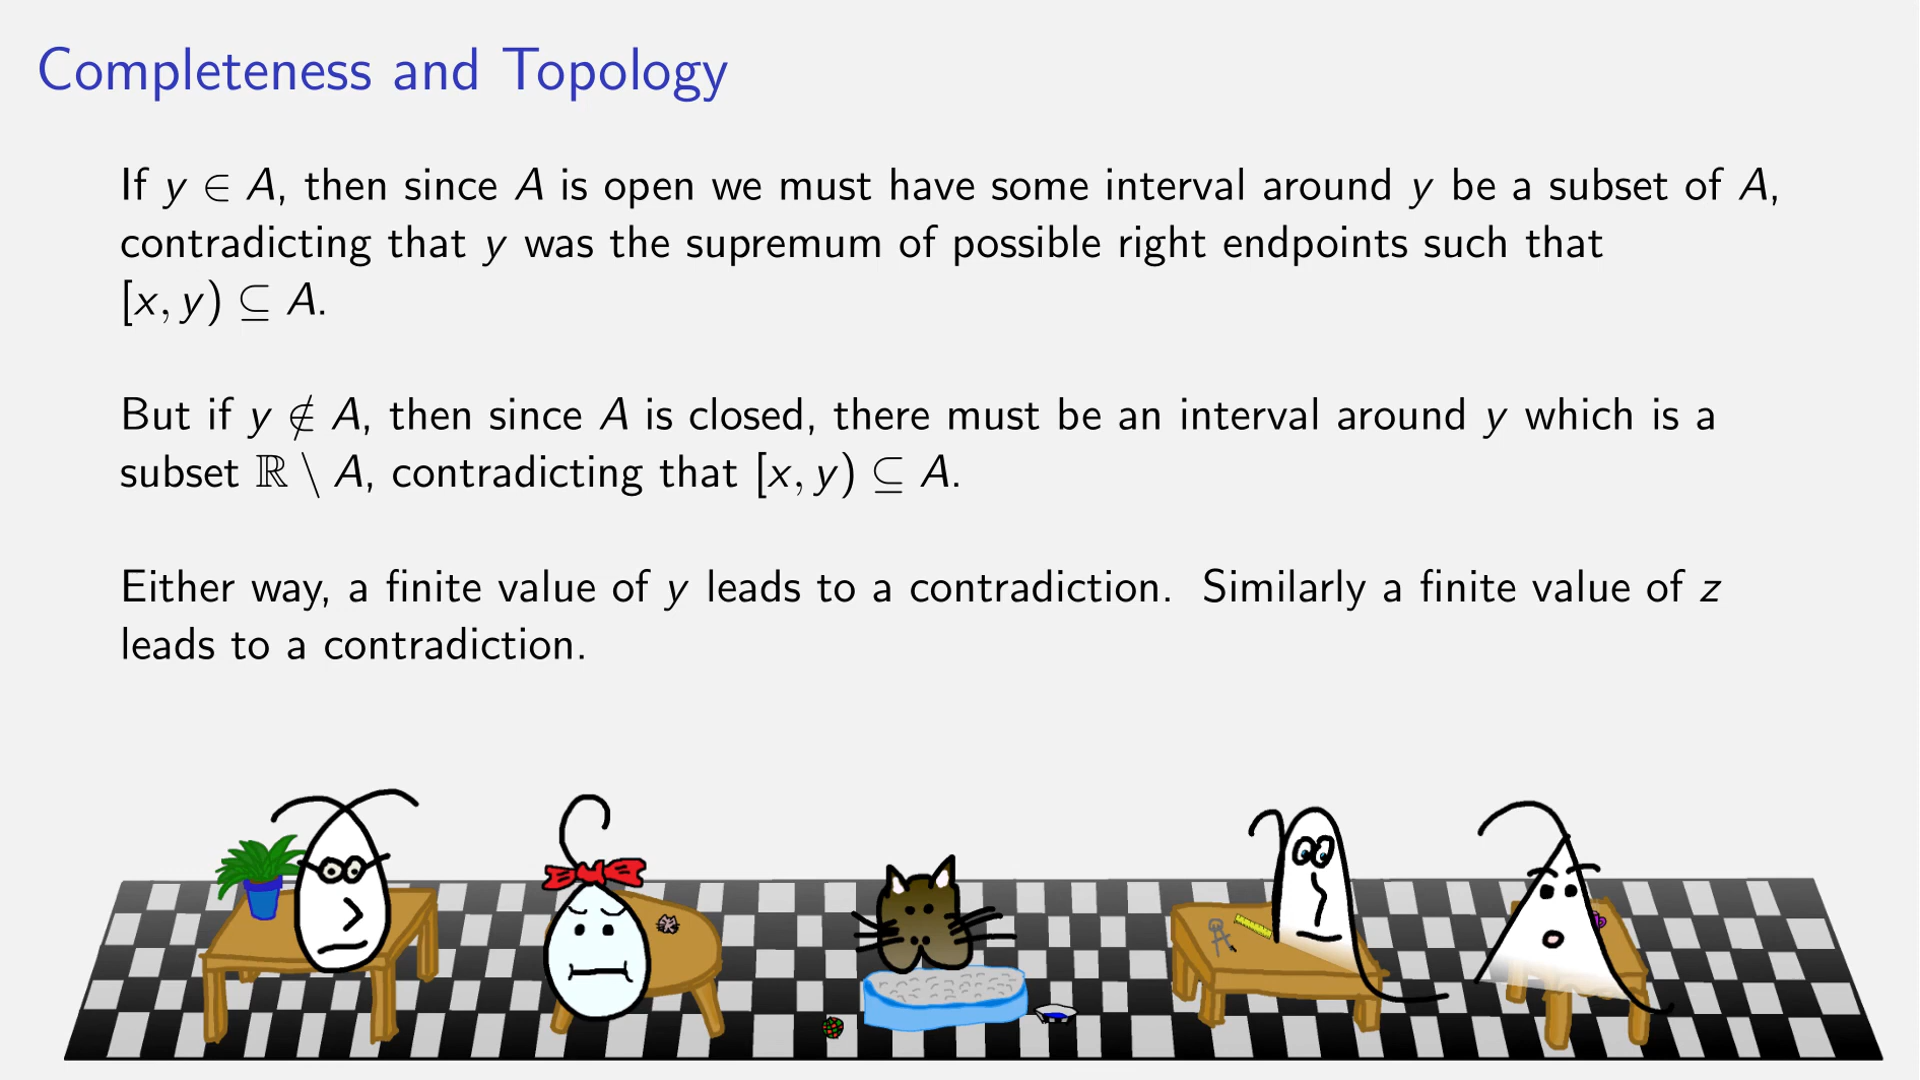 Completeness and Topology
If y ∈ A, then since A is open we must have some interval around y be a subset of A,
contradicting that y was the supremum of possible right endpoints such that
[x, y) ⊆ A.
But if y ∉ A, then since A is closed, there must be an interval around y which is a
subset ℝ \ A, contradicting that [x, y) ⊆ A.
Either way, a finite value of y leads to a contradiction. Similarly a finite value of z
leads to a contradiction.